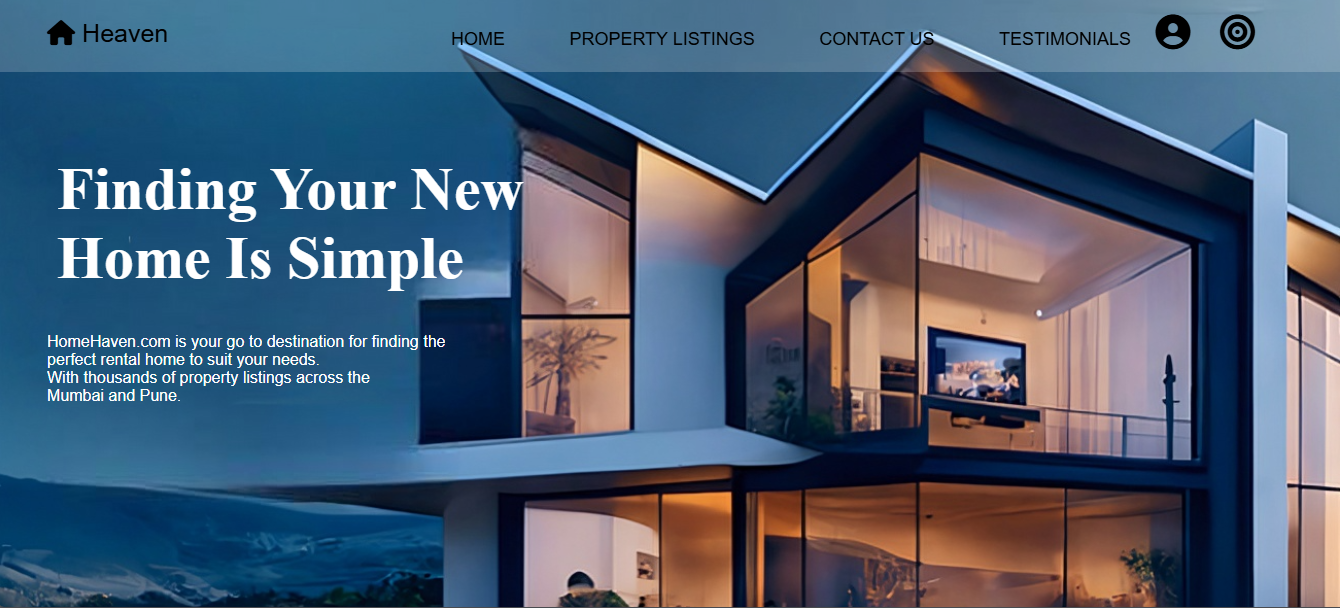 Heaven
HOME PROPERTY LISTINGS CONTACT US TESTIMONIALS
Finding Your New
Home Is Simple
HomeHaven.com is your go to destination for finding the
perfect rental home to suit your needs.
With thousands of property listings across the
Mumbai and Pune.